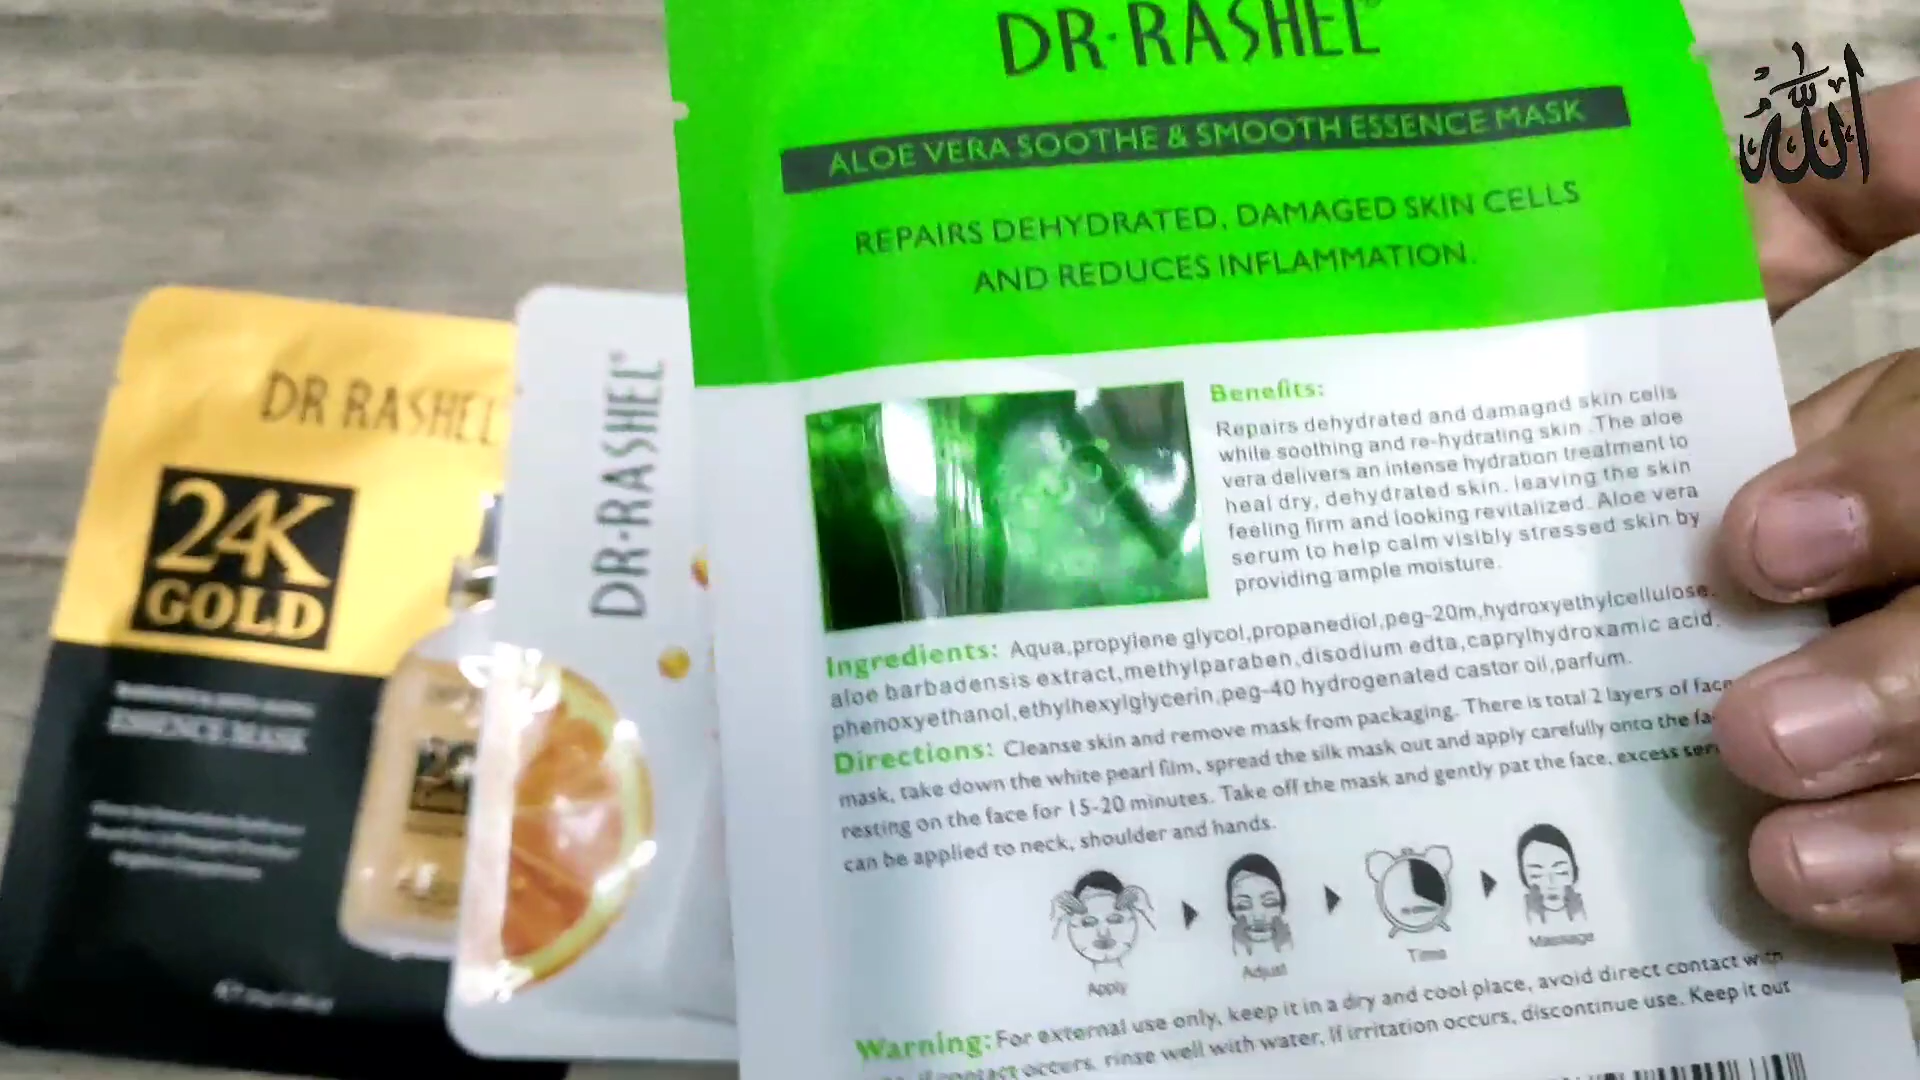 DR·RASHEL®
ALOE VERA SOOTHE & SMOOTH ESSENCE MASK
REPAIRS DEHYDRATED, DAMAGED SKIN CELLS
AND REDUCES INFLAMMATION.
Benefits:
Repairs dehydrated and damagnd skin cells
while soothing and re-hydrating skin .The aloe
vera delivers an intense hydration treatment to
heal dry, dehydrated skin. leaving the skin
feeling firm and looking revitalized. Aloe vera
serum to help calm visibly stressed skin by
providing ample moisture.
Ingredients: Aqua,propylene glycol,propanediol,peg-20m,hydroxyethylcellulose,
aloe barbadensis extract,methylparaben,disodium edta,caprylhydroxamic acid,
phenoxyethanol,ethylhexylglycerin,peg-40 hydrogenated castor oil,parfum.
Directions: Cleanse skin and remove mask from packaging. There is total 2 layers of face
mask, take down the white pearl film, spread the silk mask out and apply carefully onto the
resting on the face for 15-20 minutes. Take off the mask and gently pat the face, excess
can be applied to neck, shoulder and hands.
Apply
Adjust
Time
Massage
Warning: For external use only, keep it in a dry and cool place, avoid direct contact with
contact occurs, rinse well with water. If irritation occurs, discontinue use. Keep it out
الله
DR RASHEL
24K
GOLD
ESSENCE MASK
DR·RASHEL®